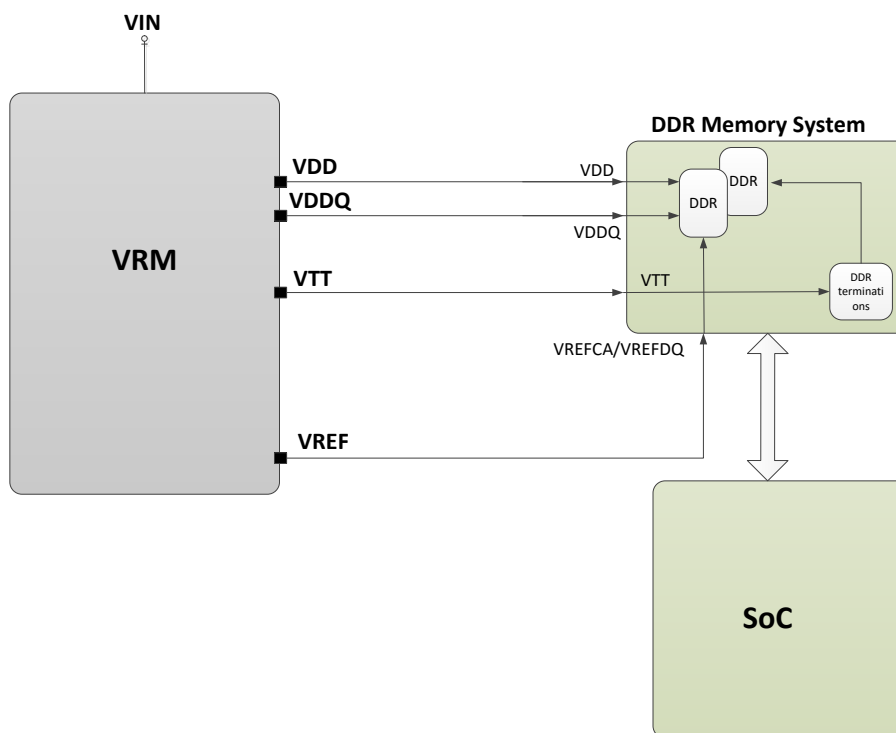 VIN
DDR Memory System
VDD
VDD
DDR
DDR
VDDQ
VDDQ
VRM
VTT
VTT
DDR
terminati
ons
VREFCA/VREFDQ
VREF
SoC